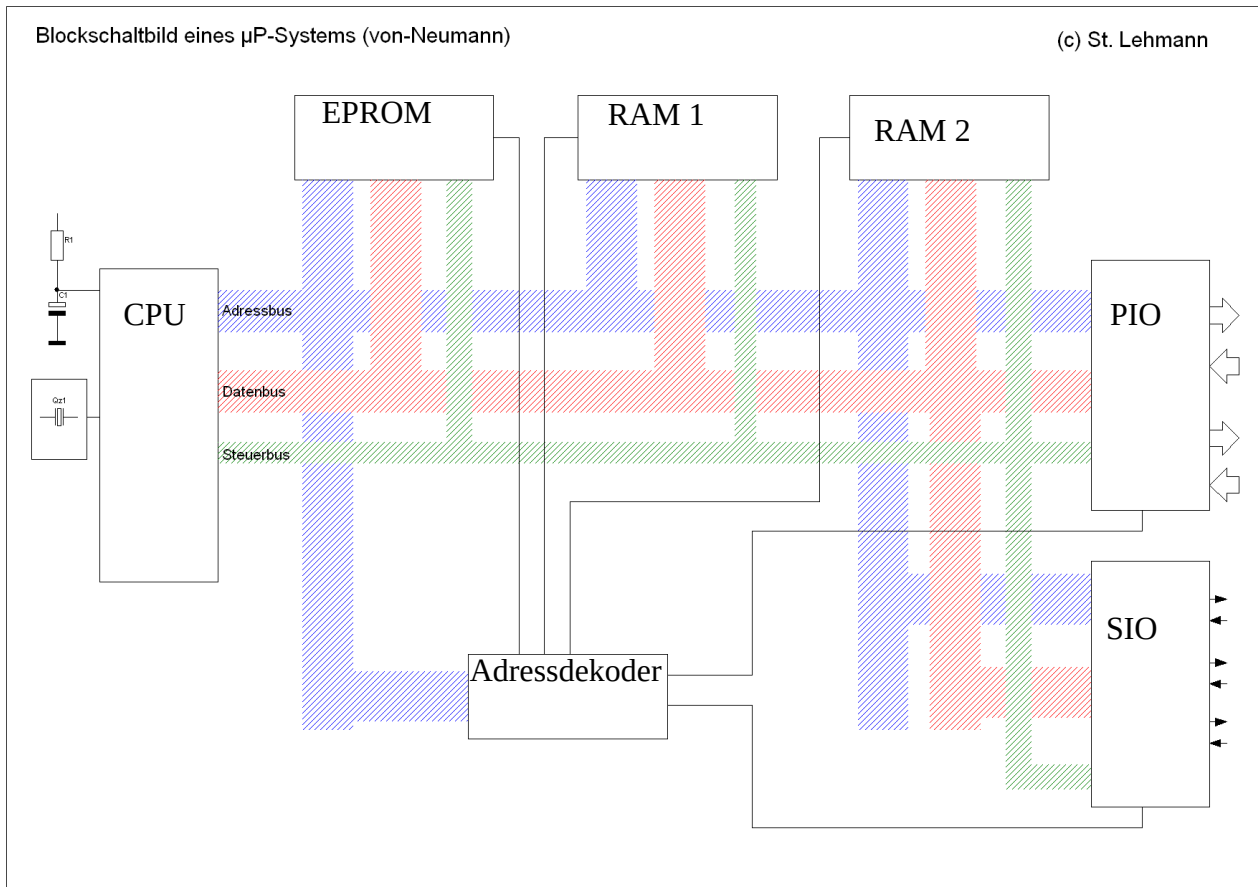 Blockschaltbild eines µP-Systems (von-Neumann)
(c) St. Lehmann
EPROM
RAM 1
RAM 2
R1
C1
CPU
Adressbus
PIO
Datenbus
Qz1
Steuerbus
SIO
Adressdekoder